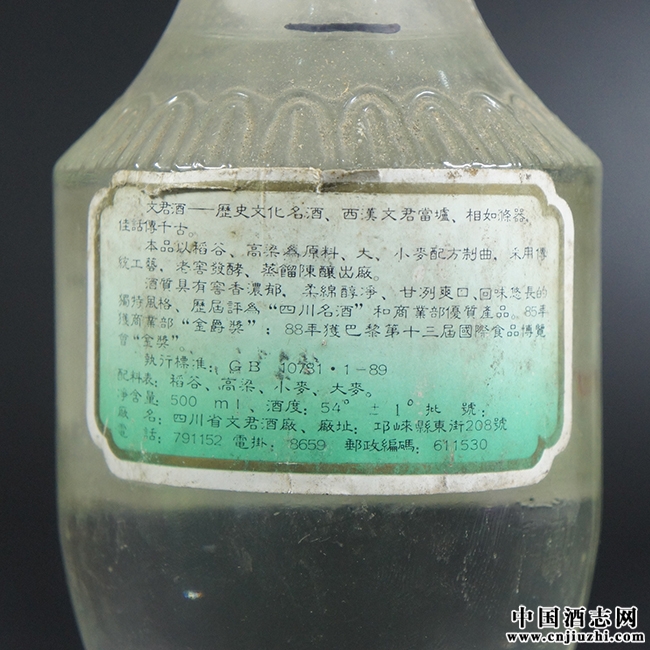 文君酒——歷史文化名酒、西漢文君當壚、相如滌器、
佳話傳千古。
本品以稻谷、高梁為原料、大、小麥配方制曲、采用傳
統工藝、老窖發酵、蒸餾陳釀出廠。
酒質具有窖香濃郁、柔綿醇淨、甘洌爽口、回味悠長的
獨特風格、歷屆評為“四川名酒”和商業部優質產品。85年
獲商業部“金爵獎”；88年獲巴黎第十三屆國際食品博覽
會“金獎”。
執行標准：GB 10781·1-89
配料表：稻谷、高梁、小麥、大麥。
淨含量：500 ml、酒度：54° ±1°批 號：
廠 名：四川省文君酒廠、廠址：邛崍縣東街208號
電 話：791152 電掛：8659 郵政編碼：611530
中国酒志网
www.cnjiuzhi.com